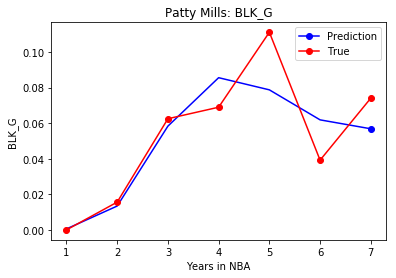 Patty Mills: BLK_G
Prediction
True
0.10
0.08
0.06
0.04
0.02
0.00
BLK_G
1 2 3 4 5 6 7
Years in NBA